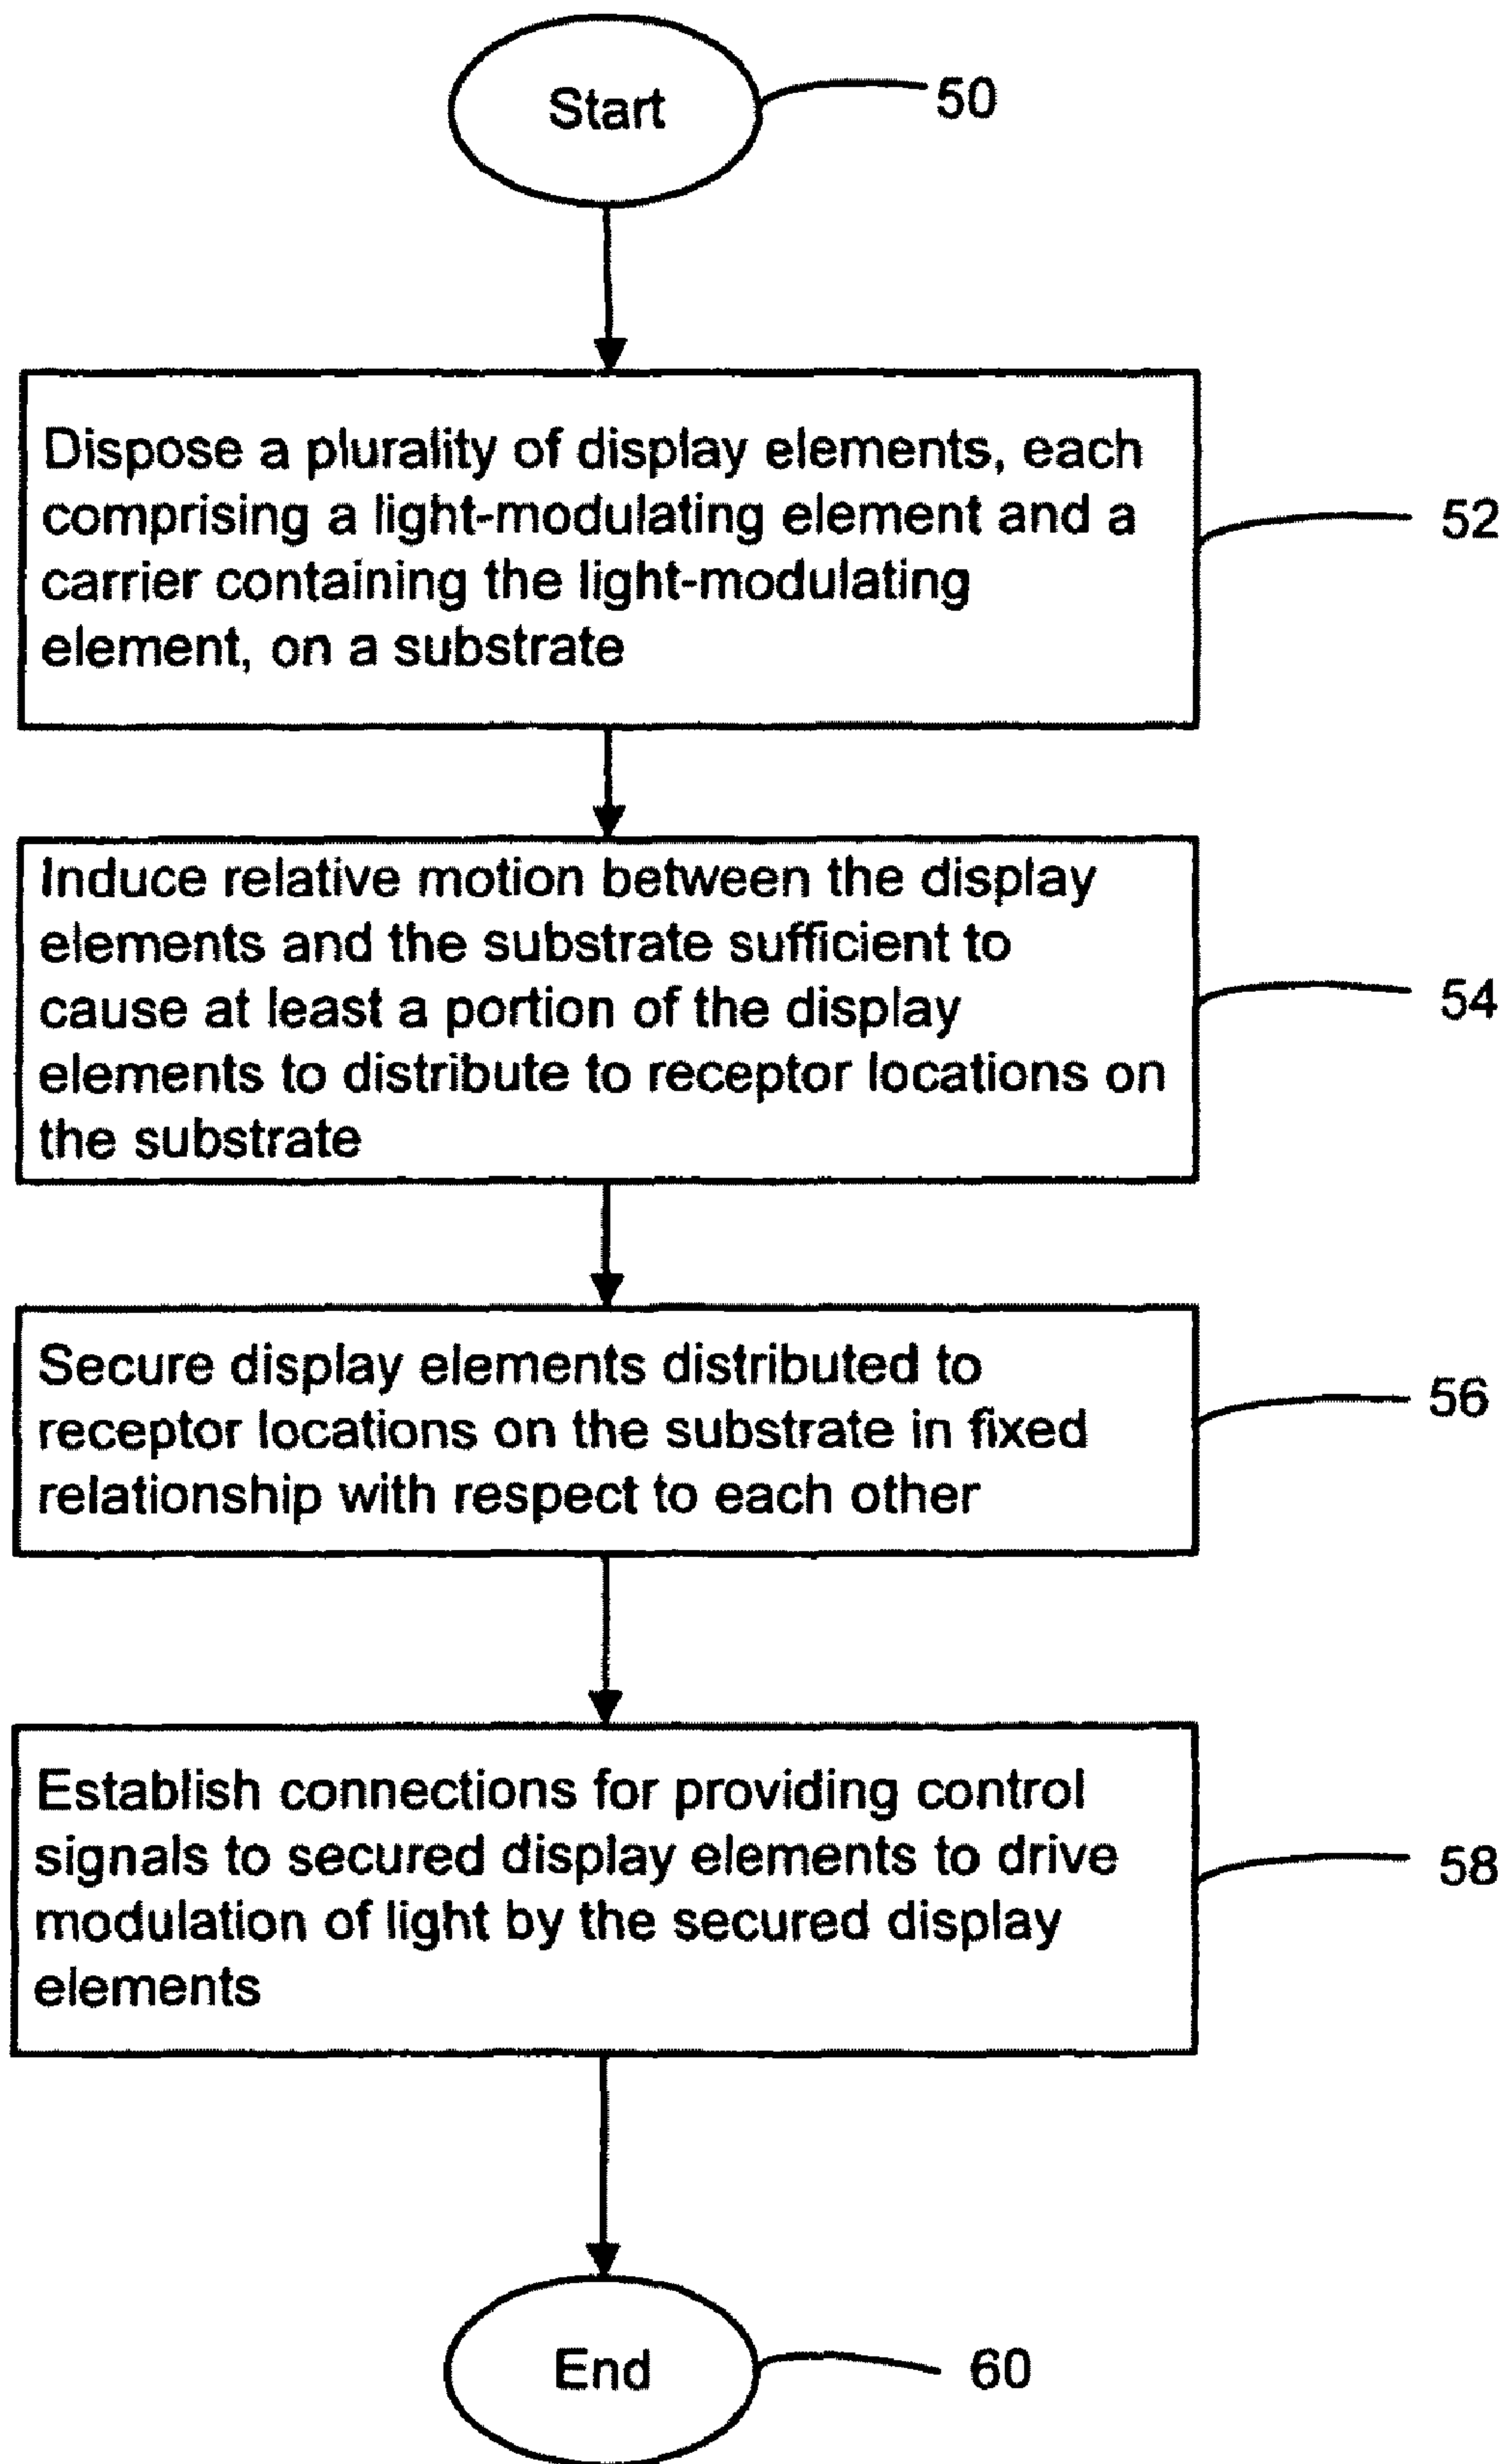 Start
50
Dispose a plurality of display elements, each
comprising a light-modulating element and a
carrier containing the light-modulating
element, on a substrate
52
Induce relative motion between the display
elements and the substrate sufficient to
cause at least a portion of the display
elements to distribute to receptor locations on
the substrate
54
Secure display elements distributed to
receptor locations on the substrate in fixed
relationship with respect to each other
56
Establish connections for providing control
signals to secured display elements to drive
modulation of light by the secured display
elements
58
End
60